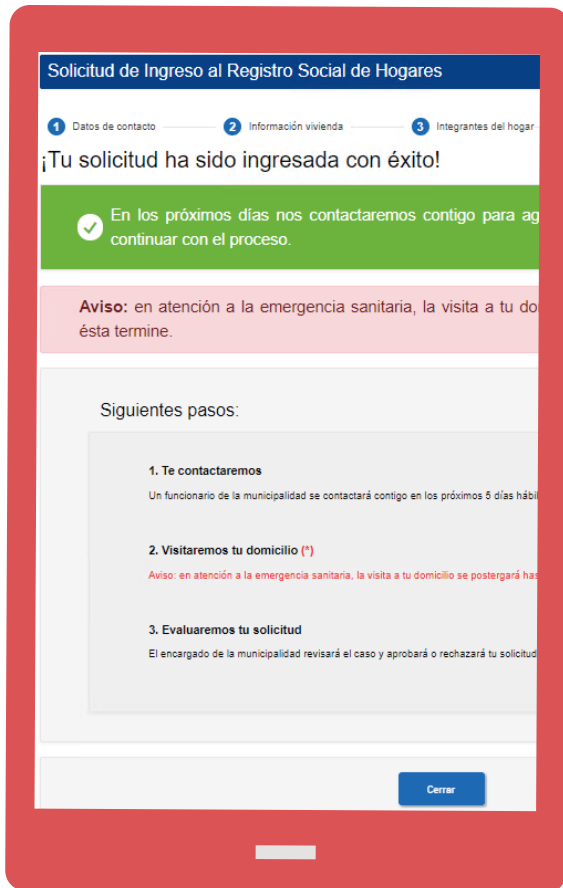 Solicitud de Ingreso al Registro Social de Hogares
1 Datos de contacto 2 Información vivienda 3 Integrantes del hogar
¡Tu solicitud ha sido ingresada con éxito!
En los próximos días nos contactaremos contigo para ag
continuar con el proceso.
Aviso: en atención a la emergencia sanitaria, la visita a tu do
ésta termine.
Siguientes pasos:
1. Te contactaremos
Un funcionario de la municipalidad se contactará contigo en los próximos 5 días hábil
2. Visitaremos tu domicilio (*)
Aviso: en atención a la emergencia sanitaria, la visita a tu domicilio se postergará has
3. Evaluaremos tu solicitud
El encargado de la municipalidad revisará el caso y aprobará o rechazará tu solicitud
Cerrar